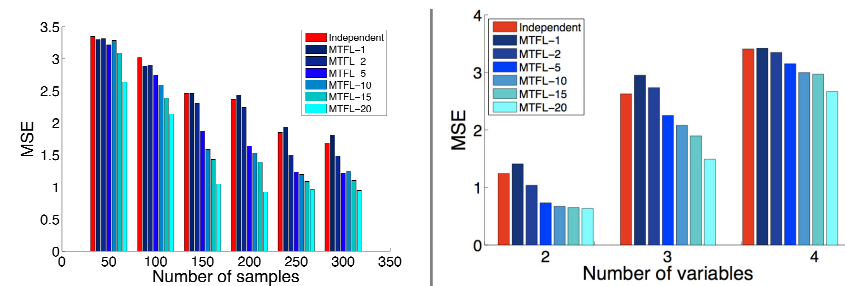 3.5
3
2.5
2
1.5
1
0.5
0
MSE
0 50 100 150 200 250 300 350
Number of samples
Independent
MTFL-1
MTFL 2
MTFL 5
MTFL-10
MTFL-15
MTFL-20
4
3
2
1
0
MSE
2 3 4
Number of variables
Independent
MTFL-1
MTFL-2
MTFL-5
MTFL-10
MTFL-15
MTFL-20